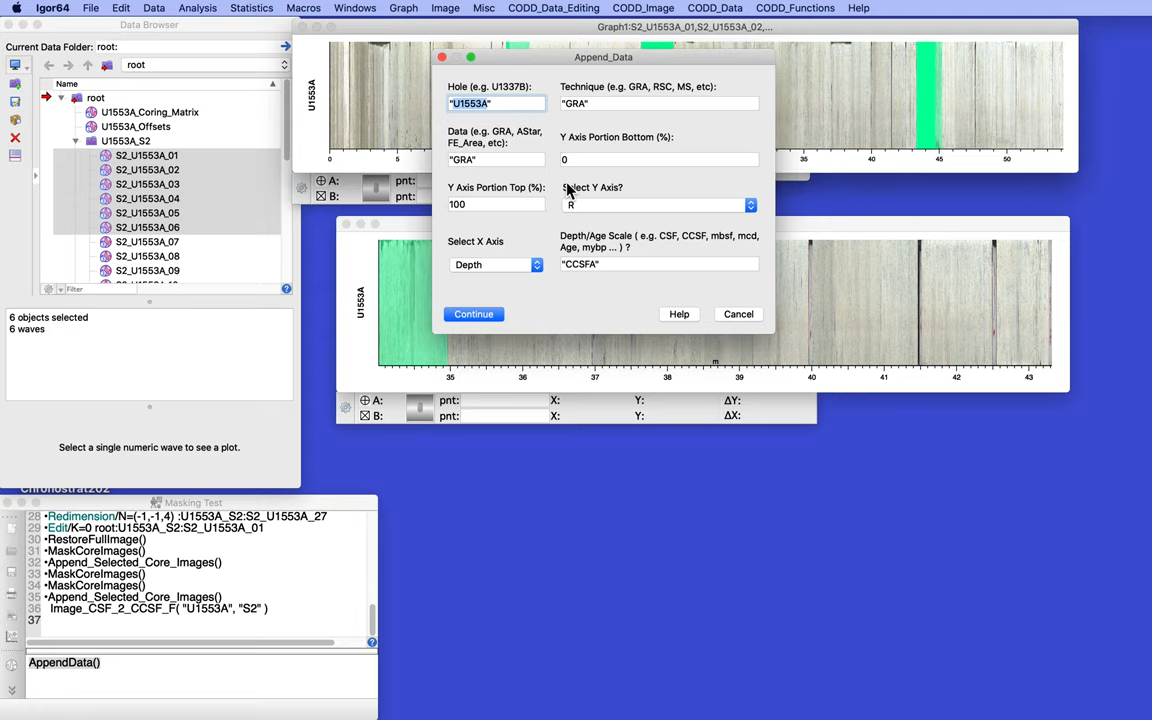 Igor64 File Edit Data Analysis Statistics Macros Windows Graph Image Misc CODD_Data_Editing CODD_Image CODD_Data CODD_Functions Help
Data Browser
Current Data Folder: root:
root
Name
root
U1553A_Coring_Matrix
U1553A_Offsets
U1553A_S2
S2_U1553A_01
S2_U1553A_02
S2_U1553A_03
S2_U1553A_04
S2_U1553A_05
S2_U1553A_06
S2_U1553A_07
S2_U1553A_08
S2_U1553A_09
Filter
6 objects selected
6 waves
Select a single numeric wave to see a plot.
Graph1:S2_U1553A_01,S2_U1553A_02,...
U1553A
0 5 35 40 45 50
A: pnt:
B: pnt:
Append_Data
Hole (e.g. U1337B):
"U1553A"
Technique (e.g. GRA, RSC, MS, etc):
"GRA"
Data (e.g. GRA, AStar,
FE_Area, etc):
"GRA"
Y Axis Portion Bottom (%):
0
Y Axis Portion Top (%):
100
Select Y Axis?
R
Select X Axis
Depth
Depth/Age Scale ( e.g. CSF, CCSF, mbsf, mcd,
Age, mybp ... ) ?
"CCSFA"
Continue Help Cancel
U1553A
m
35 36 37 38 39 40 41 42 43
A: pnt: X: Y: ΔY:
B: pnt: X: Y: ΔX:
Masking Test
28 •Redimension/N=(-1,-1,4) :U1553A_S2:S2_U1553A_27
29 •Edit/K=0 root:U1553A_S2:S2_U1553A_01
30 •RestoreFullImage()
31 •MaskCoreImages()
32 •Append_Selected_Core_Images()
33 •MaskCoreImages()
34 •MaskCoreImages()
35 •Append_Selected_Core_Images()
36 Image_CSF_2_CCSF_F( "U1553A", "S2" )
37
AppendData()